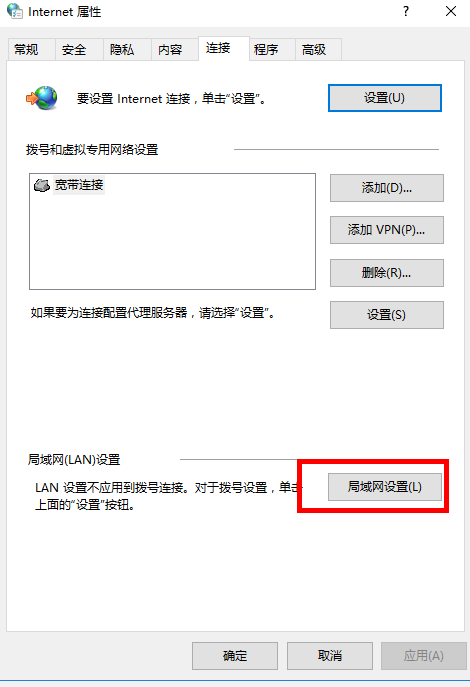 Internet 属性
常规 安全 隐私 内容 连接 程序 高级
要设置 Internet 连接，单击“设置”。
设置(U)
拨号和虚拟专用网络设置
宽带连接
添加(D)...
添加 VPN(P)...
删除(R)...
如果要为连接配置代理服务器，请选择“设置”。
设置(S)
局域网(LAN)设置
LAN 设置不应用到拨号连接。对于拨号设置，单击
上面的“设置”按钮。
局域网设置(L)
确定 取消 应用(A)